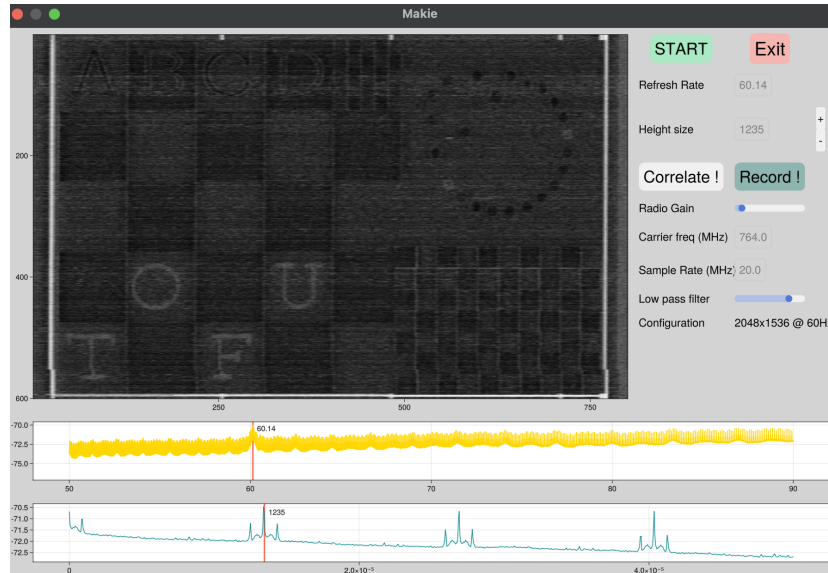 Makie
START Exit
Refresh Rate 60.14
Height size 1235
+
-
Correlate ! Record !
Radio Gain
Carrier freq (MHz) 764.0
Sample Rate (MHz) 20.0
Low pass filter
Configuration 2048x1536 @ 60H
A B C D
O U
T F
200
400
600
250 500 750
-70.0
-72.5
-75.0
60.14
50 60 70 80 90
-70.5
-71.0
-71.5
-72.0
-72.5
1235
0 2.0×10⁻⁵ 4.0×10⁻⁵